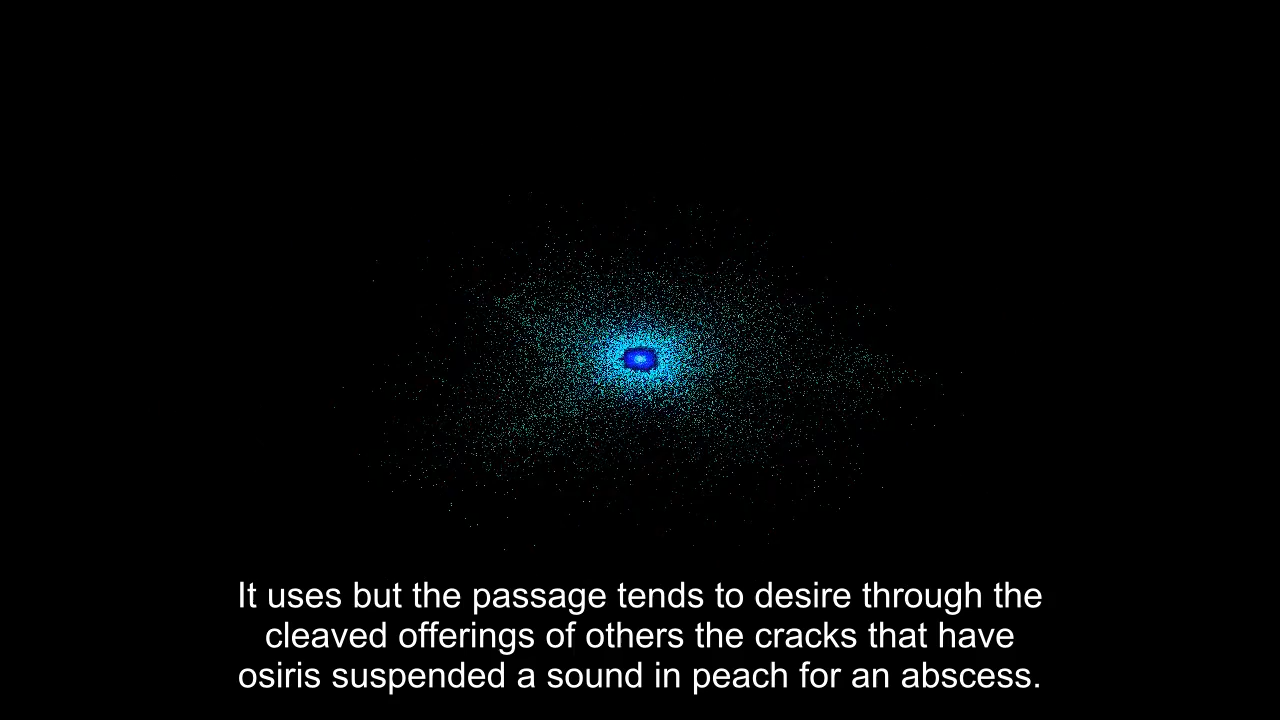 It uses but the passage tends to desire through the
cleaved offerings of others the cracks that have
osiris suspended a sound in peach for an abscess.